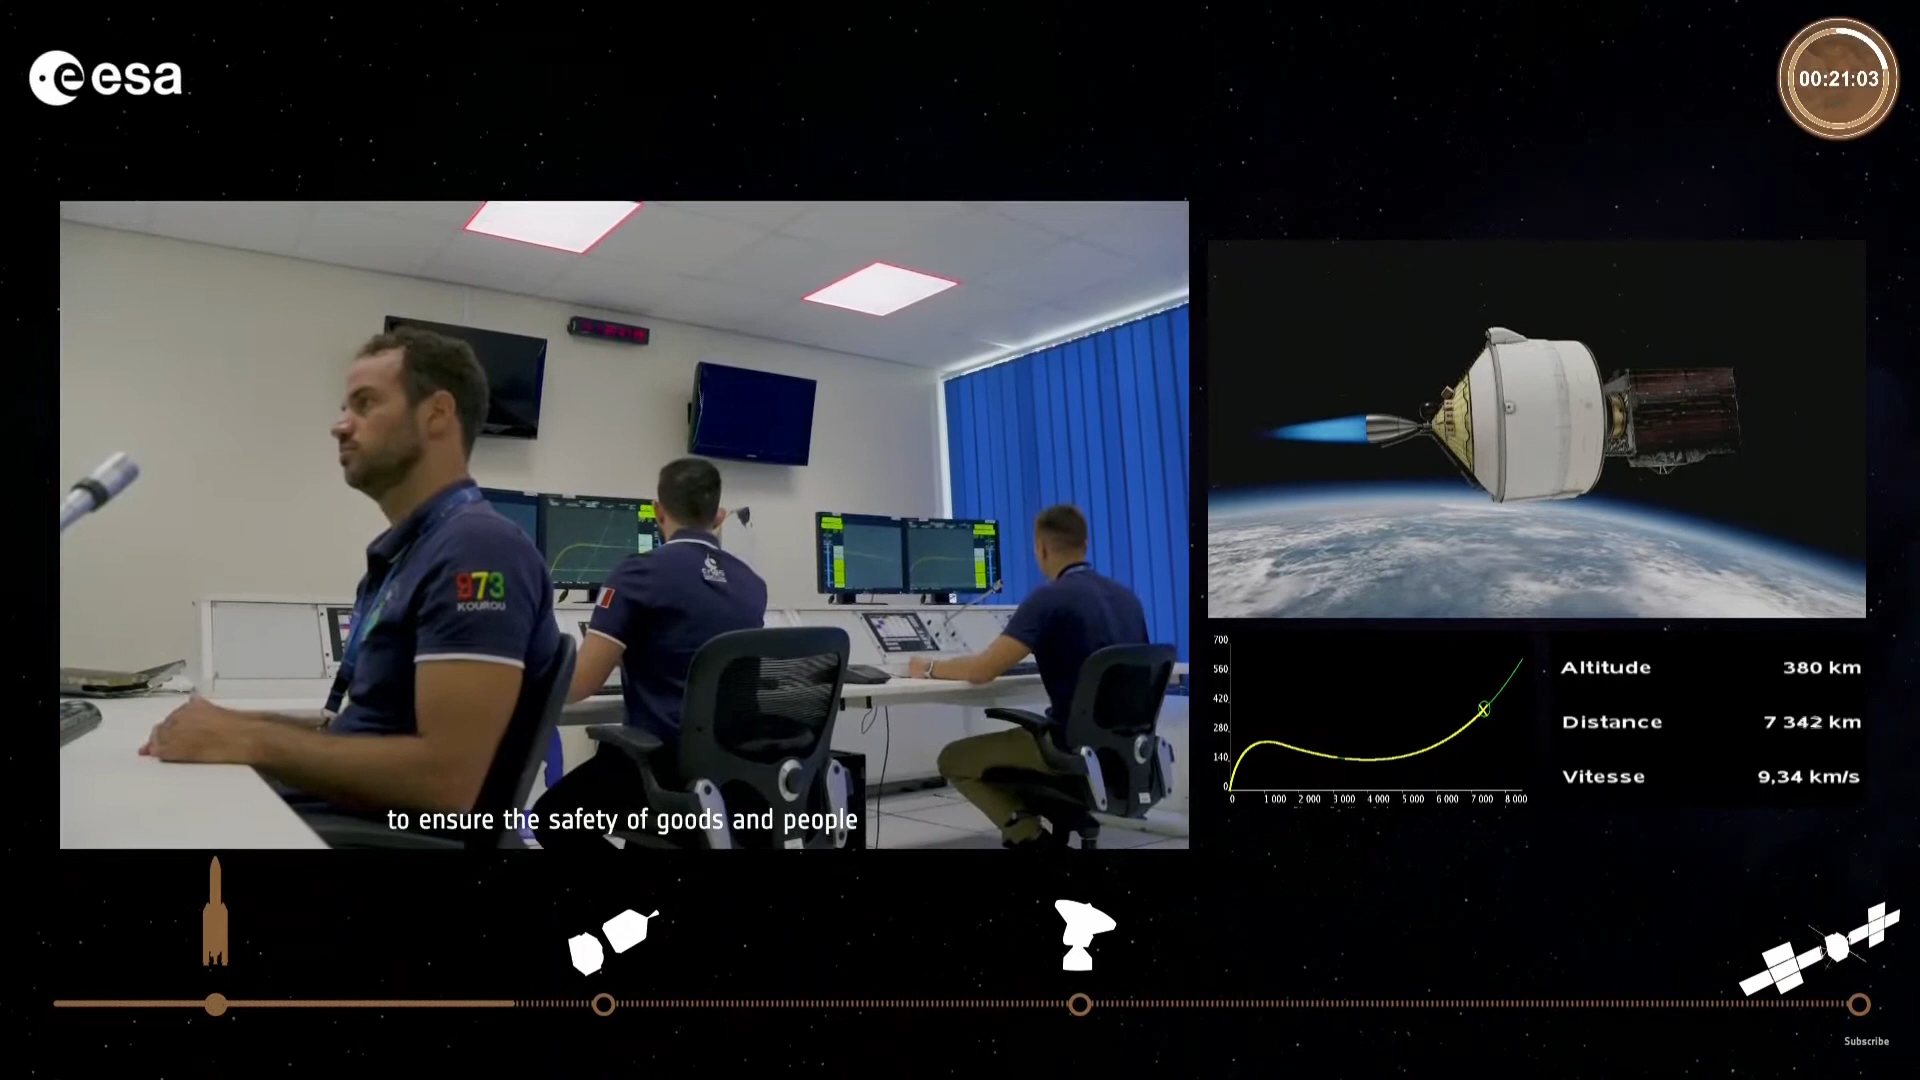 esa
00:21:03
973
KOUROU
to ensure the safety of goods and people
700
560
420
280
140
0
0 1 000 2 000 3 000 4 000 5 000 6 000 7 000 8 000
Altitude 380 km
Distance 7 342 km
Vitesse 9,34 km/s
Subscribe